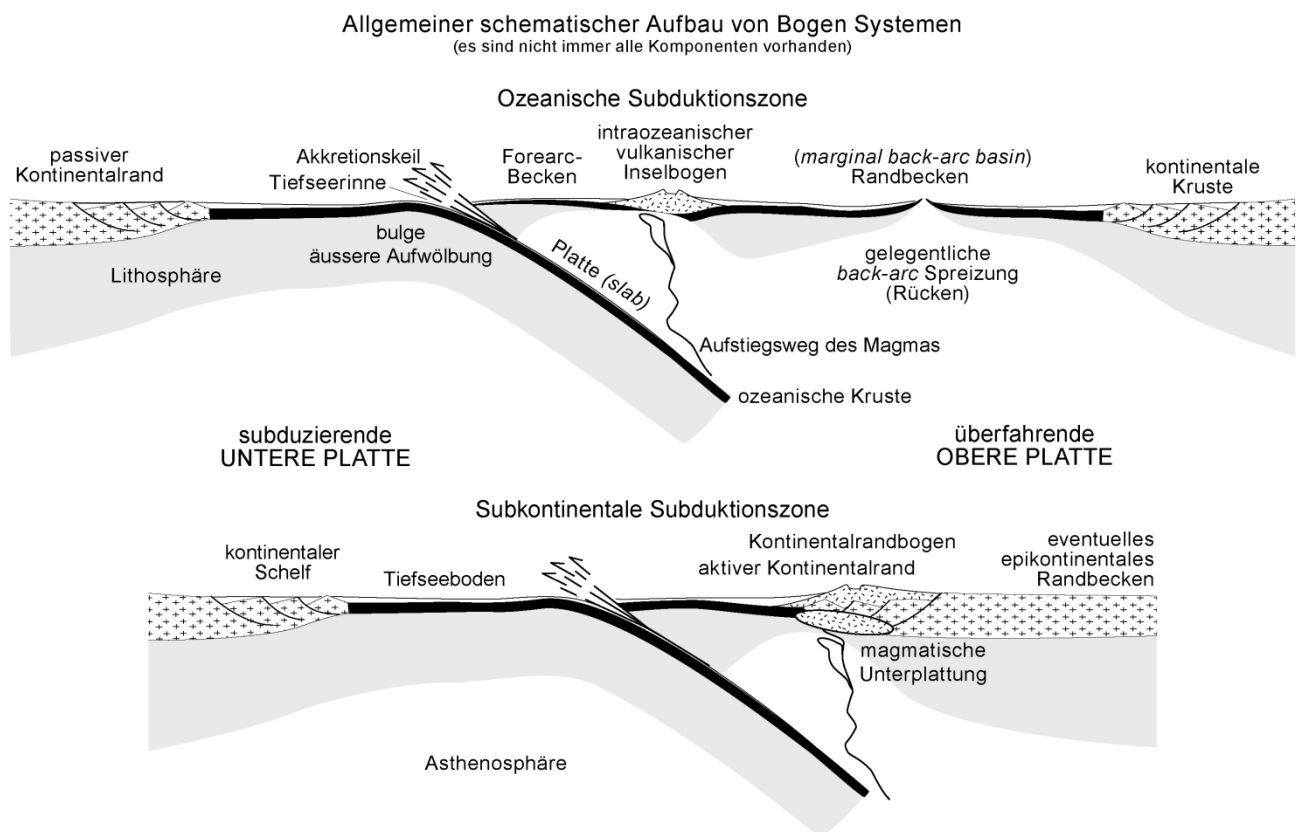 Allgemeiner schematischer Aufbau von Bogen Systemen
(es sind nicht immer alle Komponenten vorhanden)
Ozeanische Subduktionszone
passiver
Kontinentalrand
Akkretionskeil
Tiefseerinne
Forearc-
Becken
intraozeanischer
vulkanischer
Inselbogen
(marginal back-arc basin)
Randbecken
kontinentale
Kruste
bulge
äussere Aufwölbung
Lithosphäre
Platte (slab)
gelegentliche
back-arc Spreizung
(Rücken)
Aufstiegsweg des Magmas
ozeanische Kruste
subduzierende
UNTERE PLATTE
überfahrende
OBERE PLATTE
Subkontinentale Subduktionszone
kontinentaler
Schelf
Tiefseeboden
Kontinentalrandbogen
aktiver Kontinentalrand
eventuelles
epikontinentales
Randbecken
magmatische
Unterplattung
Asthenosphäre